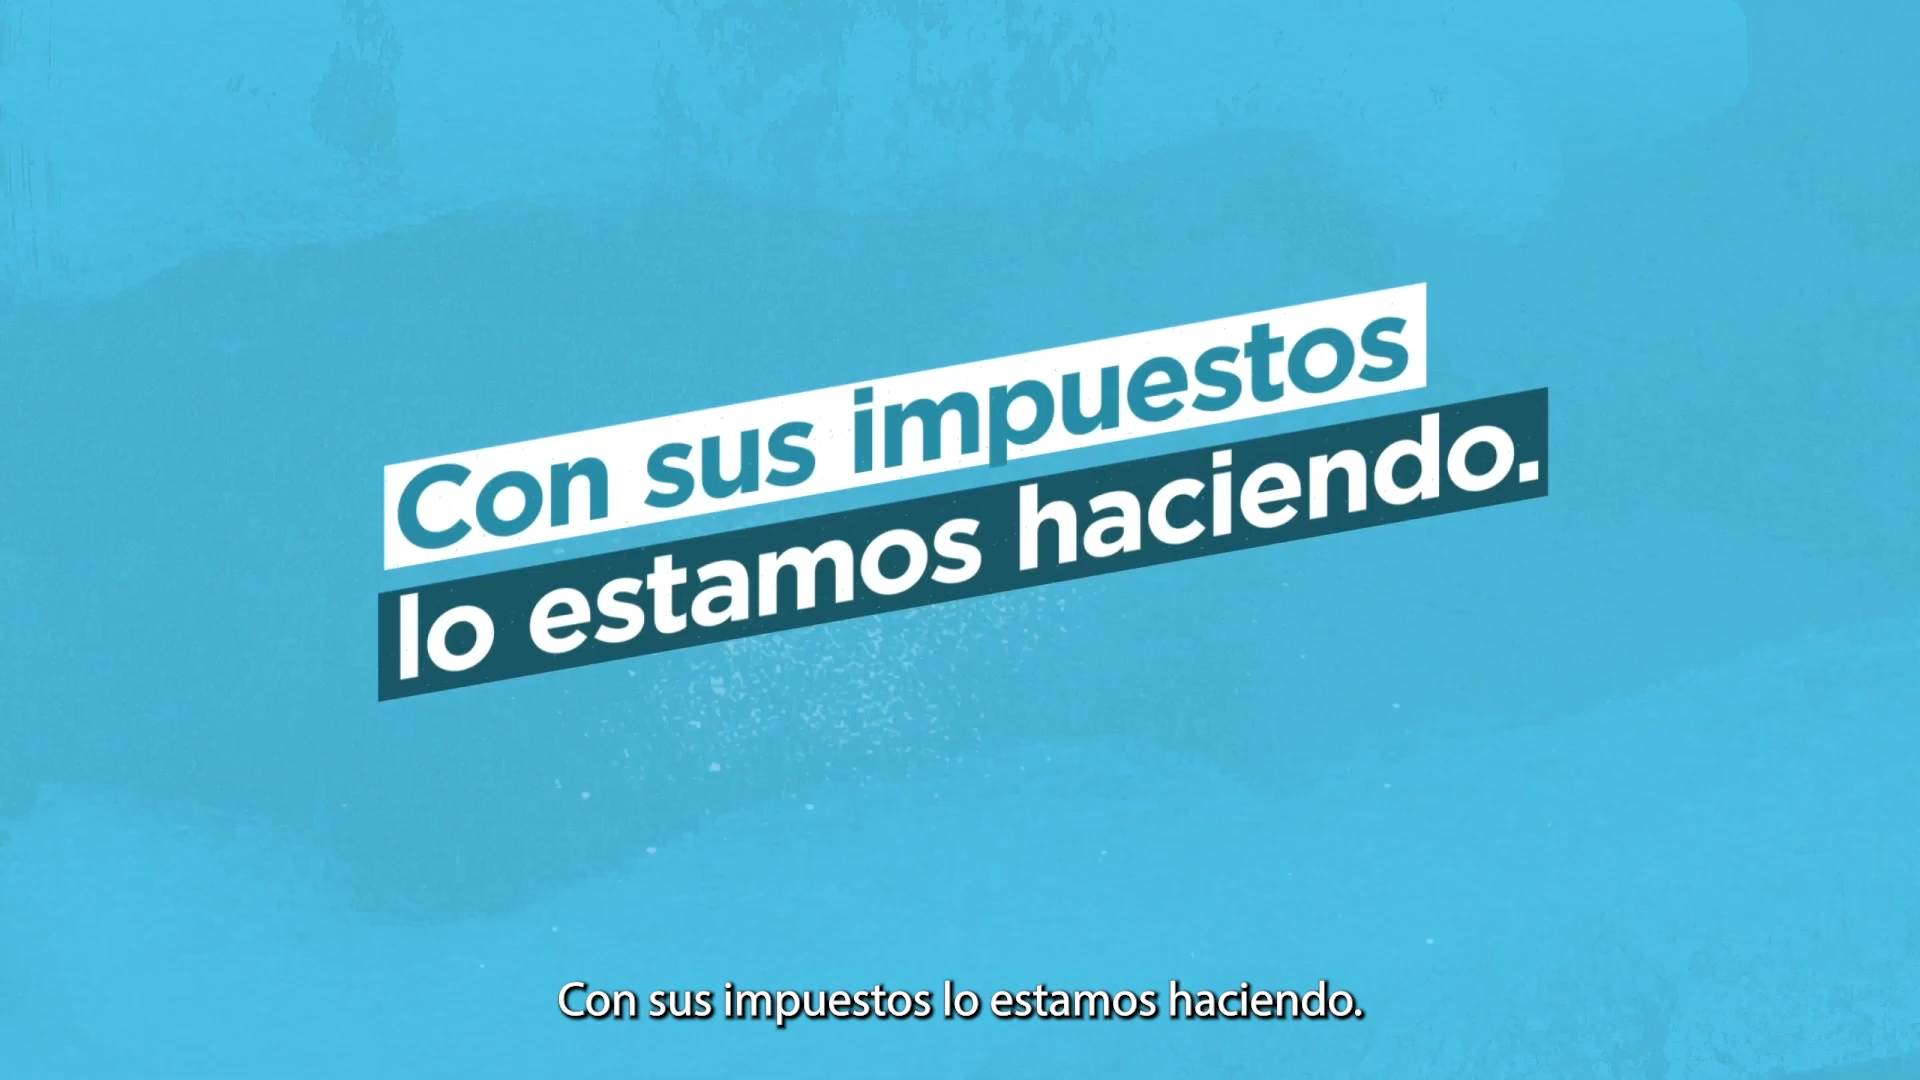 Con sus impuestos
lo estamos haciendo.
Con sus impuestos lo estamos haciendo.